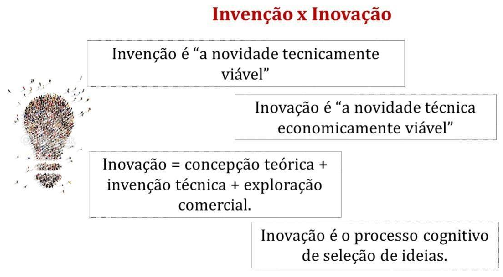 Invenção x Inovação
Invenção é “a novidade tecnicamente
viável”
Inovação é “a novidade técnica
economicamente viável”
Inovação = concepção teórica +
invenção técnica + exploração
comercial.
Inovação é o processo cognitivo
de seleção de ideias.